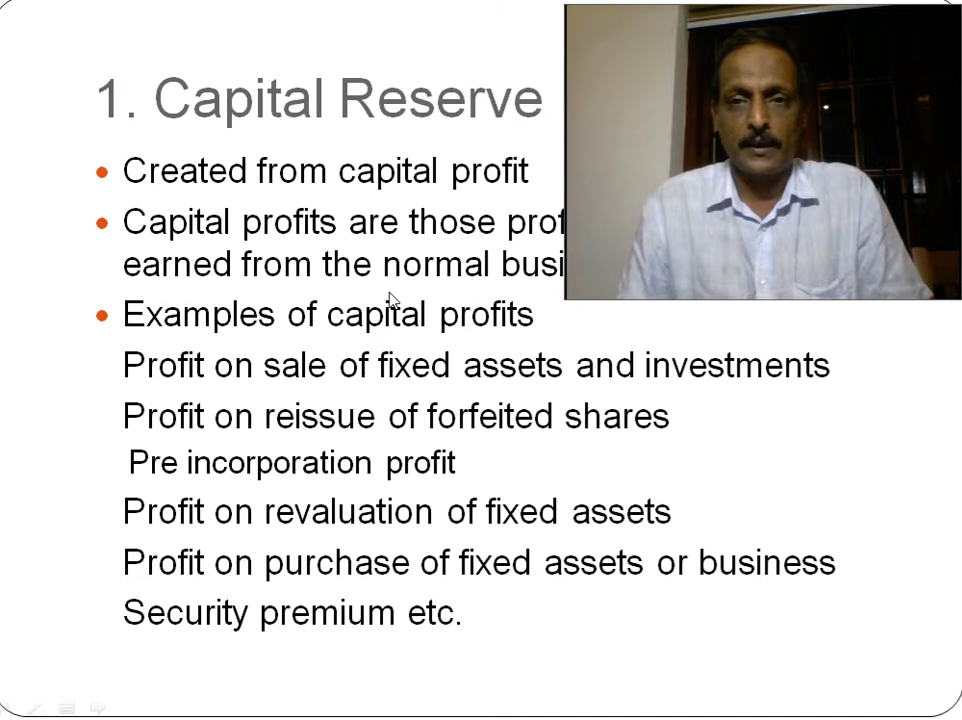 1. Capital Reserve
Created from capital profit
Capital profits are those
earned from the normal
Examples of capital profits
Profit on sale of fixed assets and investments
Profit on reissue of forfeited shares
Pre incorporation profit
Profit on revaluation of fixed assets
Profit on purchase of fixed assets or business
Security premium etc.